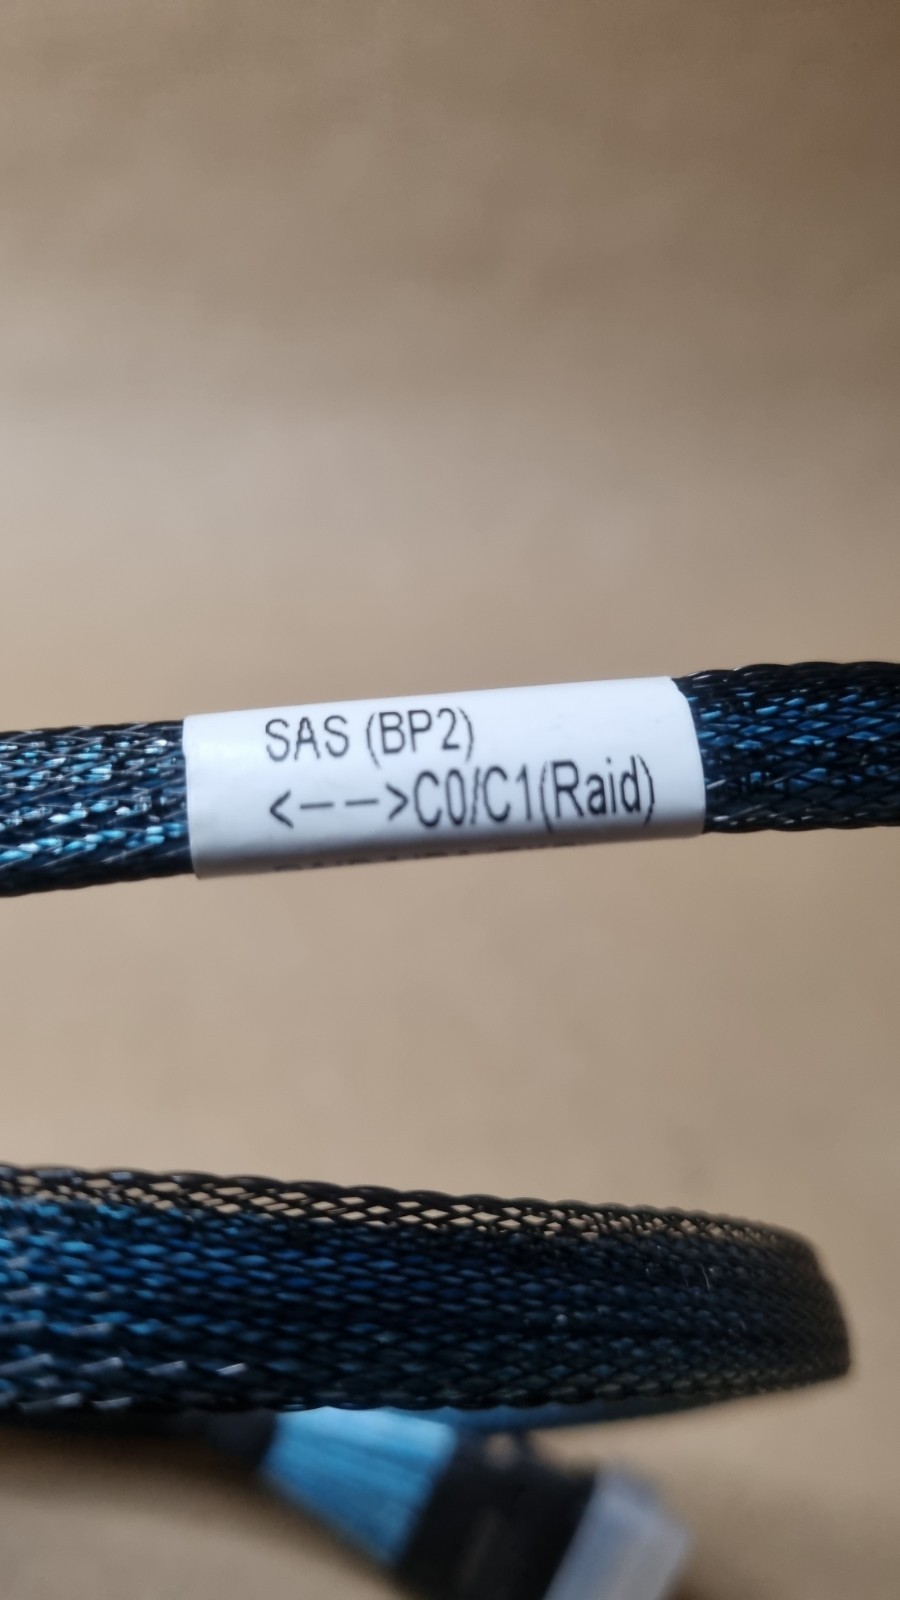 SAS (BP2)
<-->C0/C1(Raid)